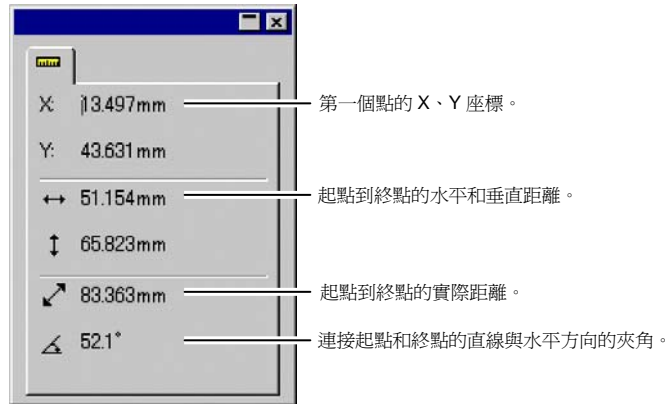 X: 13.497mm
第一個點的 X、Y 座標。
Y: 43.631mm
51.154mm
起點到終點的水平和垂直距離。
65.823mm
83.363mm
起點到終點的實際距離。
52.1°
連接起點和終點的直線與水平方向的夾角。